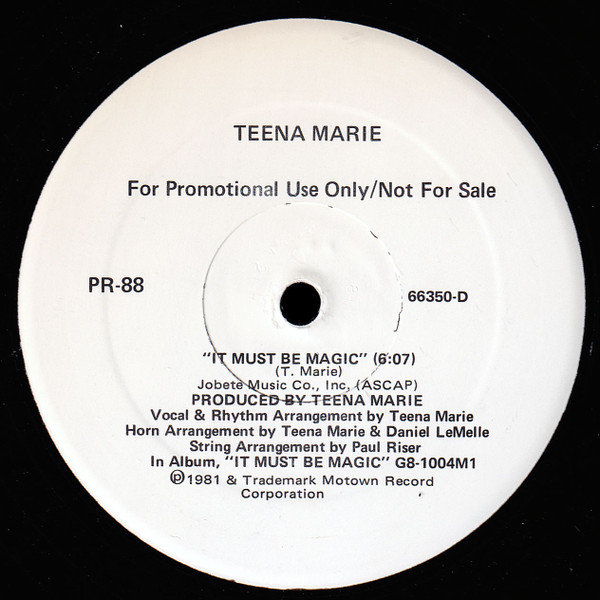 TEENA MARIE
For Promotional Use Only/Not For Sale
PR-88
66350-D
"IT MUST BE MAGIC" (6:07)
(T. Marie)
Jobete Music Co., Inc. (ASCAP)
PRODUCED BY TEENA MARIE
Vocal & Rhythm Arrangement by Teena Marie
Horn Arrangement by Teena Marie & Daniel LeMelle
String Arrangement by Paul Riser
In Album, "IT MUST BE MAGIC" G8-1004M1
℗1981 & Trademark Motown Record
Corporation